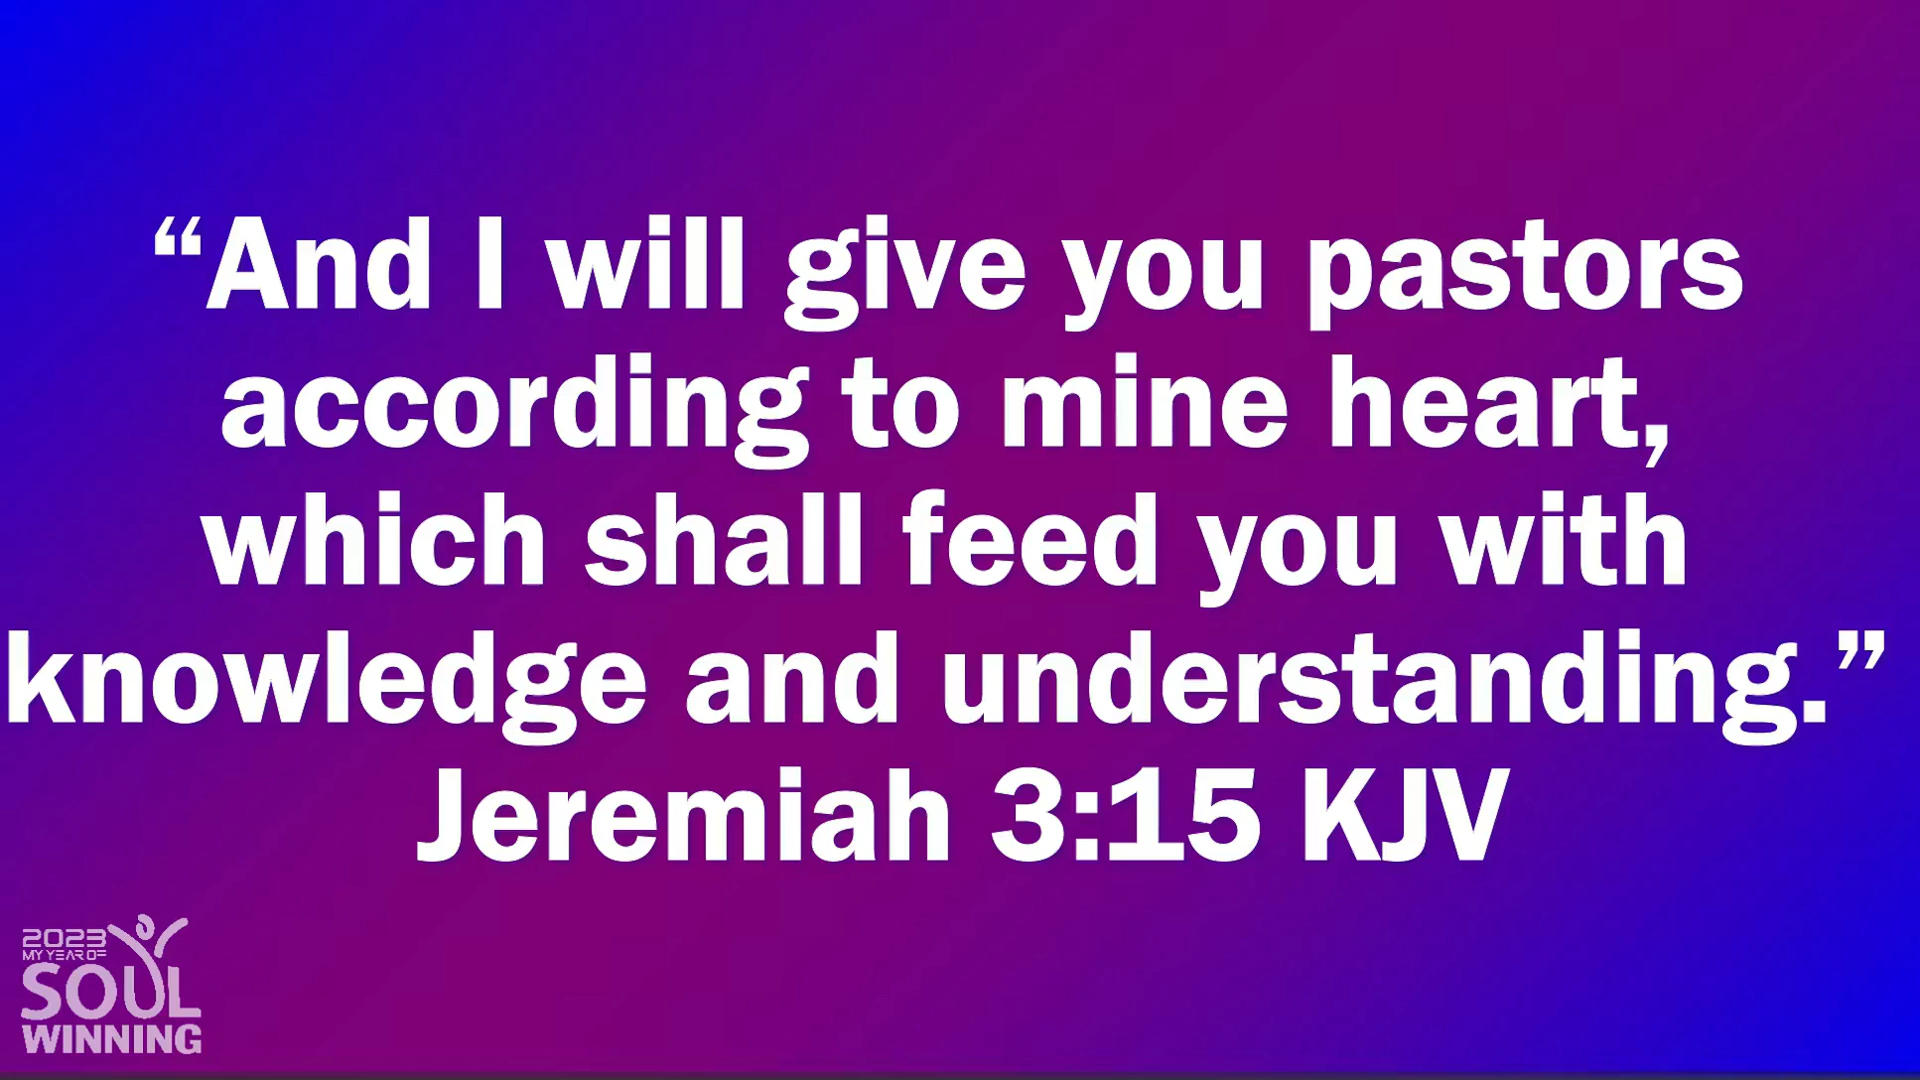 “And I will give you pastors
according to mine heart,
which shall feed you with
knowledge and understanding.”
Jeremiah 3:15 KJV
2023
MY YEAR OF
SOUL
WINNING